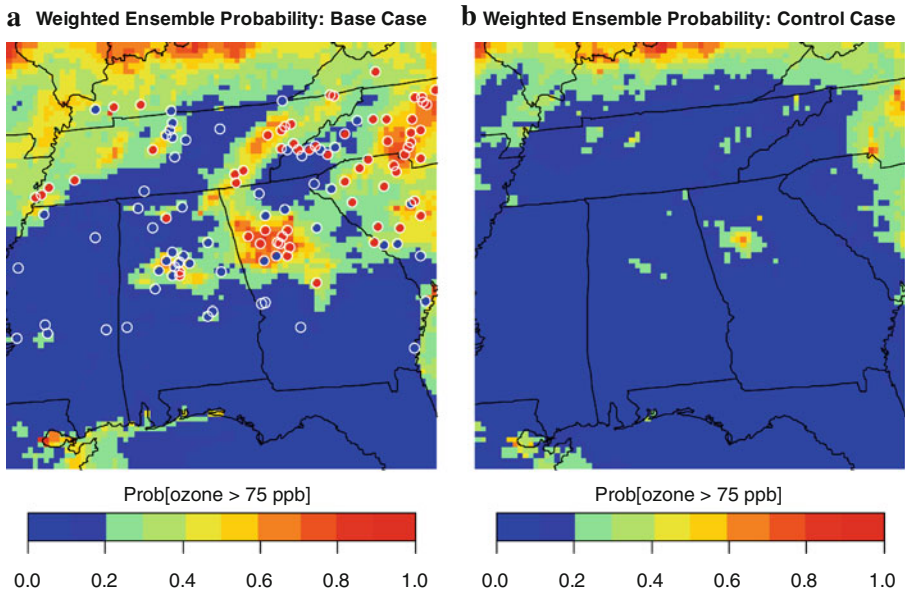 a Weighted Ensemble Probability: Base Case
b Weighted Ensemble Probability: Control Case
Prob[ozone > 75 ppb]
0.0 0.2 0.4 0.6 0.8 1.0
Prob[ozone > 75 ppb]
0.0 0.2 0.4 0.6 0.8 1.0